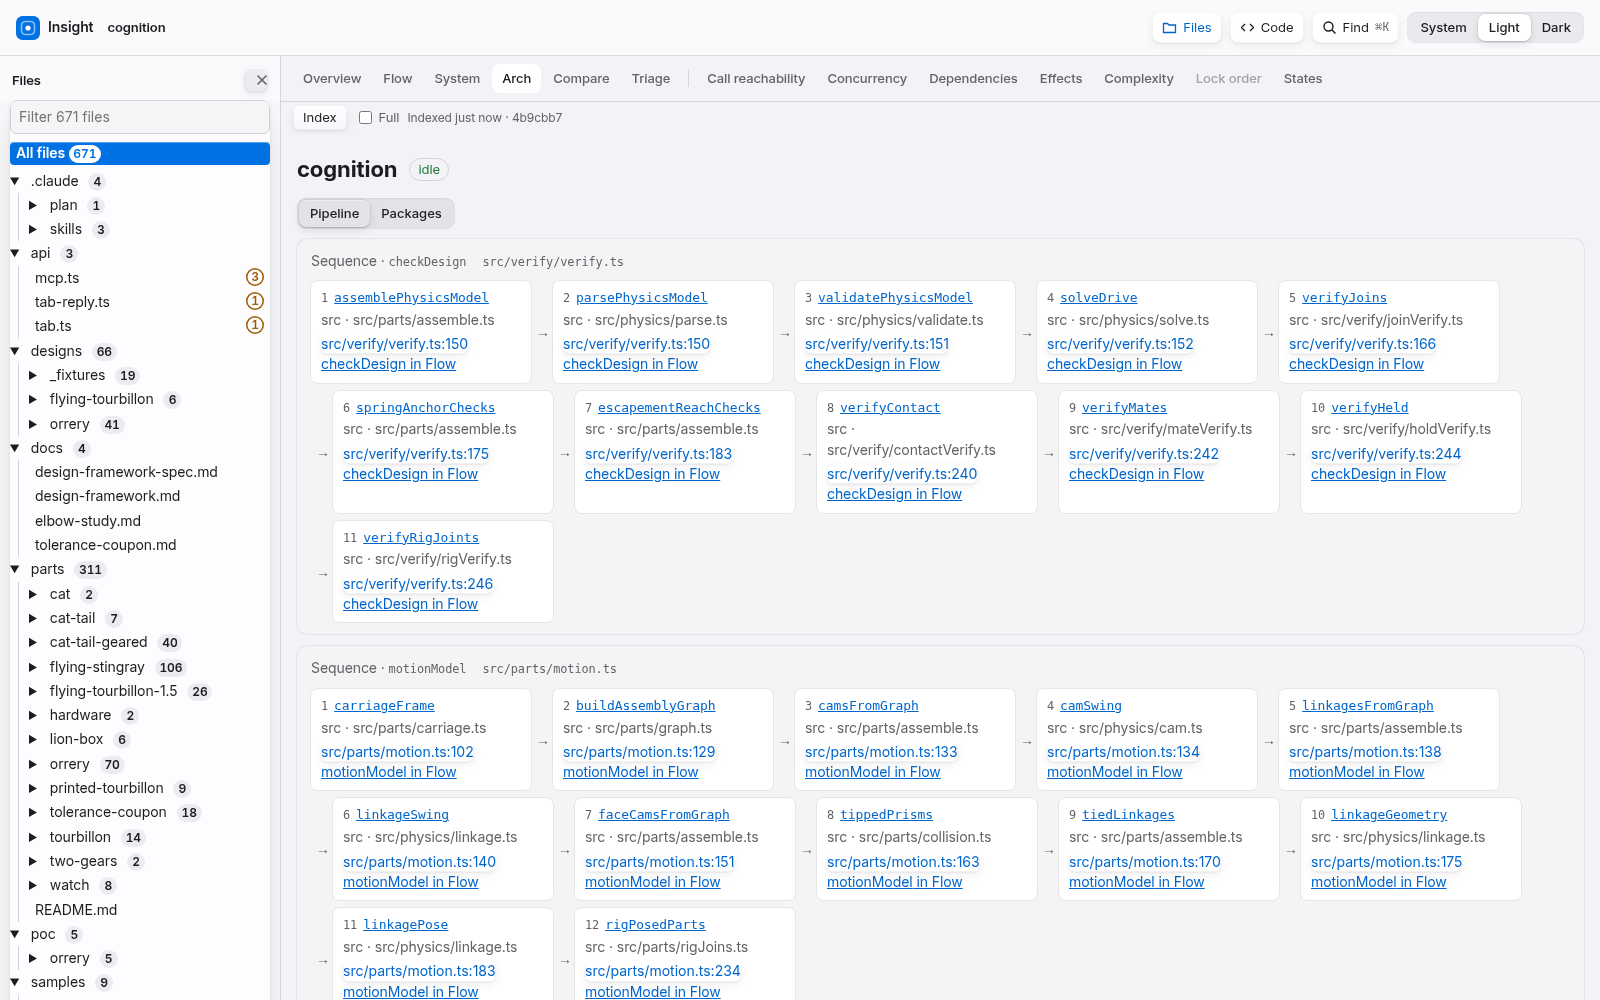 Insight cognition
Files
Code
Find ⌘K
System Light Dark
Files
Filter 671 files
All files 671
.claude 4
plan 1
skills 3
api 3
mcp.ts 3
tab-reply.ts 1
tab.ts 1
designs 66
_fixtures 19
flying-tourbillon 6
orrery 41
docs 4
design-framework-spec.md
design-framework.md
elbow-study.md
tolerance-coupon.md
parts 311
cat 2
cat-tail 7
cat-tail-geared 40
flying-stingray 106
flying-tourbillon-1.5 26
hardware 2
lion-box 6
orrery 70
printed-tourbillon 9
tolerance-coupon 18
tourbillon 14
two-gears 2
watch 8
README.md
poc 5
orrery 5
samples 9
Overview Flow System Arch Compare Triage Call reachability Concurrency Dependencies Effects Complexity Lock order States
Index Full Indexed just now · 4b9cbb7
cognition idle
Pipeline Packages
Sequence · checkDesign src/verify/verify.ts
1 assemblePhysicsModel
src · src/parts/assemble.ts
src/verify/verify.ts:150
checkDesign in Flow
→
2 parsePhysicsModel
src · src/physics/parse.ts
src/verify/verify.ts:150
checkDesign in Flow
→
3 validatePhysicsModel
src · src/physics/validate.ts
src/verify/verify.ts:151
checkDesign in Flow
→
4 solveDrive
src · src/physics/solve.ts
src/verify/verify.ts:152
checkDesign in Flow
→
5 verifyJoins
src · src/verify/joinVerify.ts
src/verify/verify.ts:166
checkDesign in Flow
→
6 springAnchorChecks
src · src/parts/assemble.ts
src/verify/verify.ts:175
checkDesign in Flow
→
7 escapementReachChecks
src · src/parts/assemble.ts
src/verify/verify.ts:183
checkDesign in Flow
→
8 verifyContact
src ·
src/verify/contactVerify.ts
src/verify/verify.ts:240
checkDesign in Flow
→
9 verifyMates
src · src/verify/mateVerify.ts
src/verify/verify.ts:242
checkDesign in Flow
→
10 verifyHeld
src · src/verify/holdVerify.ts
src/verify/verify.ts:244
checkDesign in Flow
→
11 verifyRigJoints
src · src/verify/rigVerify.ts
src/verify/verify.ts:246
checkDesign in Flow
Sequence · motionModel src/parts/motion.ts
1 carriageFrame
src · src/parts/carriage.ts
src/parts/motion.ts:102
motionModel in Flow
→
2 buildAssemblyGraph
src · src/parts/graph.ts
src/parts/motion.ts:129
motionModel in Flow
→
3 camsFromGraph
src · src/parts/assemble.ts
src/parts/motion.ts:133
motionModel in Flow
→
4 camSwing
src · src/physics/cam.ts
src/parts/motion.ts:134
motionModel in Flow
→
5 linkagesFromGraph
src · src/parts/assemble.ts
src/parts/motion.ts:138
motionModel in Flow
→
6 linkageSwing
src · src/physics/linkage.ts
src/parts/motion.ts:140
motionModel in Flow
→
7 faceCamsFromGraph
src · src/parts/assemble.ts
src/parts/motion.ts:151
motionModel in Flow
→
8 tippedPrisms
src · src/parts/collision.ts
src/parts/motion.ts:163
motionModel in Flow
→
9 tiedLinkages
src · src/parts/assemble.ts
src/parts/motion.ts:170
motionModel in Flow
→
10 linkageGeometry
src · src/physics/linkage.ts
src/parts/motion.ts:175
motionModel in Flow
→
11 linkagePose
src · src/physics/linkage.ts
src/parts/motion.ts:183
motionModel in Flow
→
12 rigPosedParts
src · src/parts/rigJoins.ts
src/parts/motion.ts:234
motionModel in Flow